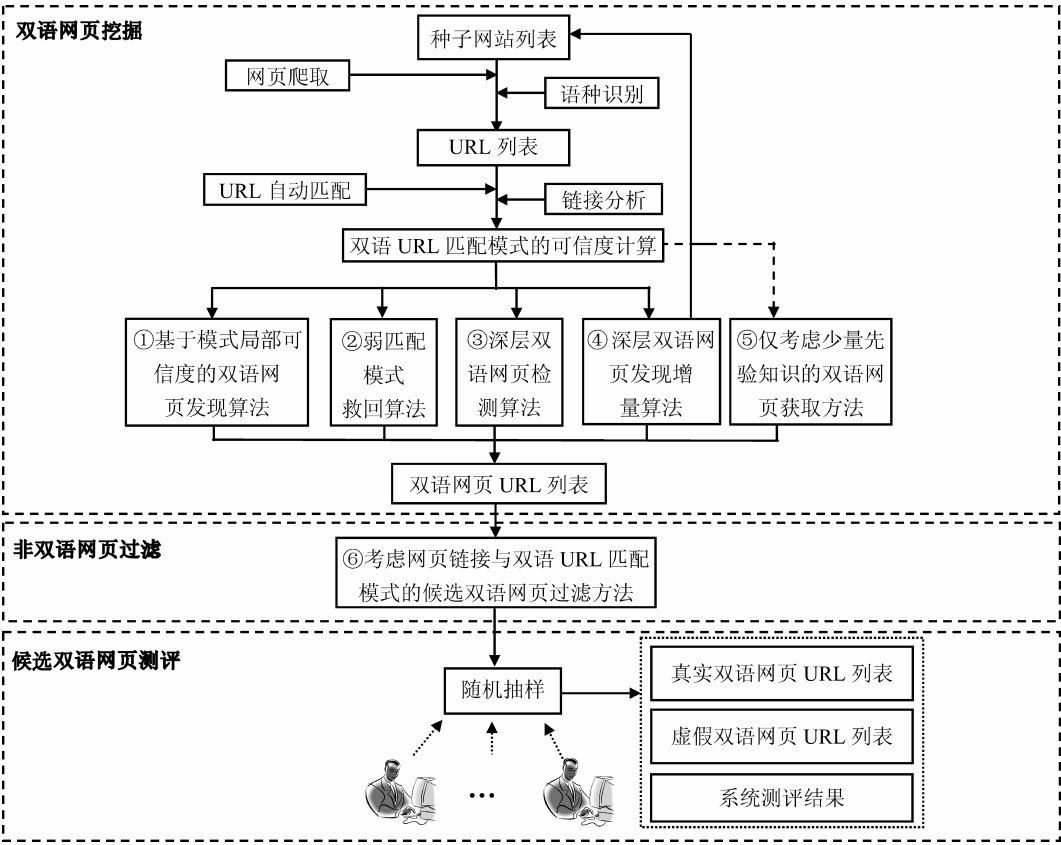 双语网页挖掘
种子网站列表
网页爬取
语种识别
URL 列表
URL 自动匹配
链接分析
双语 URL 匹配模式的可信度计算
①基于模式局部可
信度的双语网
页发现算法
②弱匹配
模式
救回算法
③深层双
语网页检
测算法
④深层双语网
页发现增
量算法
⑤仅考虑少量先
验知识的双语网
页获取方法
双语网页 URL 列表
非双语网页过滤
⑥考虑网页链接与双语 URL 匹配
模式的候选双语网页过滤方法
候选双语网页测评
随机抽样
真实双语网页 URL 列表
虚假双语网页 URL 列表
系统测评结果
…